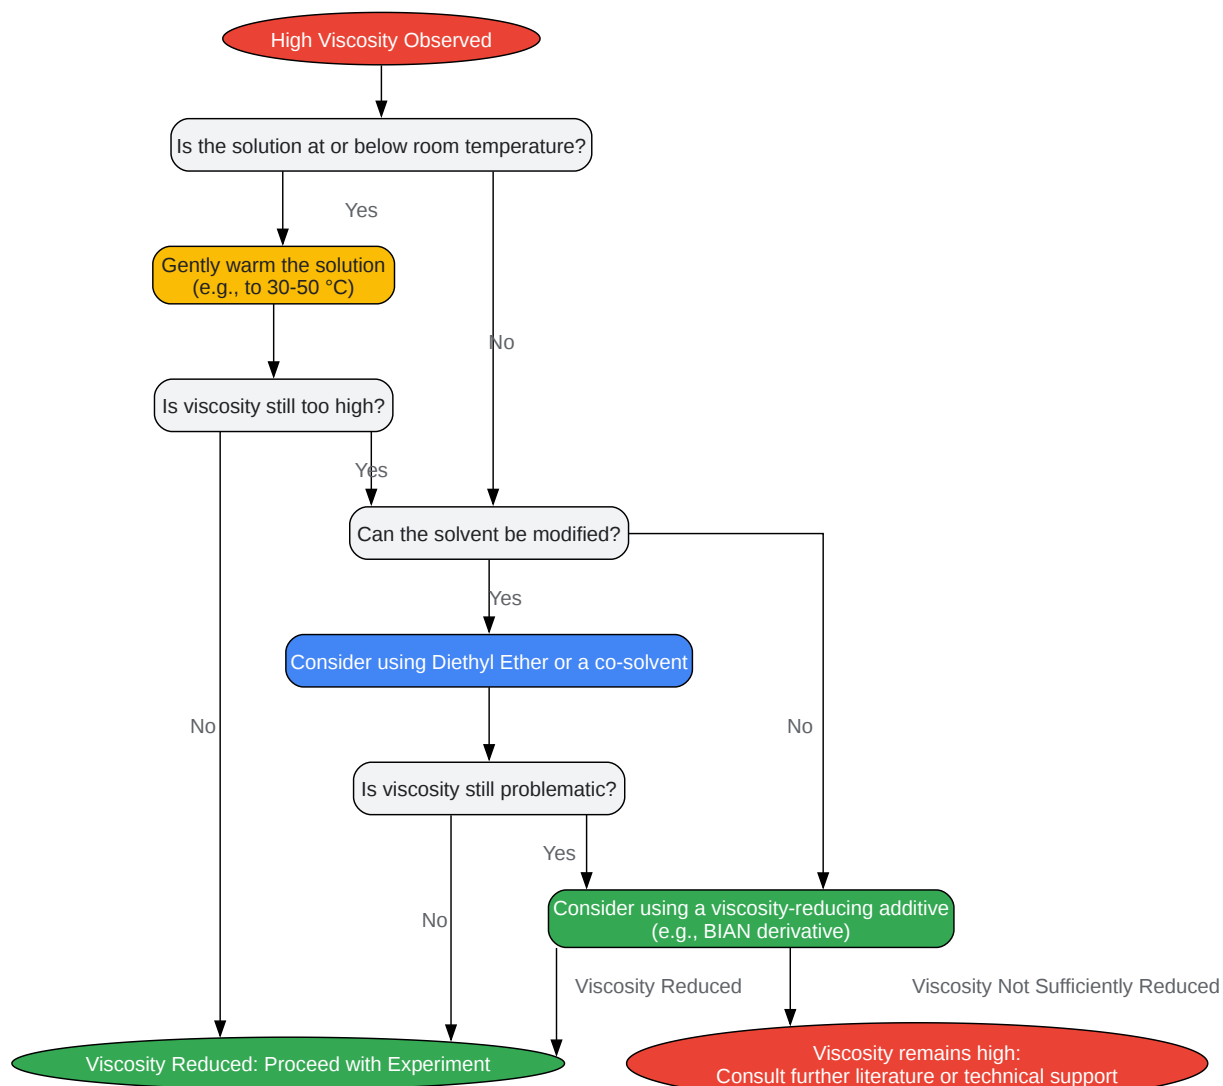 High Viscosity Observed
Is the solution at or below room temperature?
Yes
Gently warm the solution
(e.g., to 30-50 °C)
No
Is viscosity still too high?
Yes
Can the solvent be modified?
Yes
Consider using Diethyl Ether or a co-solvent
No
No
Is viscosity still problematic?
Yes
No
Consider using a viscosity-reducing additive
(e.g., BIAN derivative)
Viscosity Reduced
Viscosity Not Sufficiently Reduced
Viscosity Reduced: Proceed with Experiment
Viscosity remains high:
Consult further literature or technical support